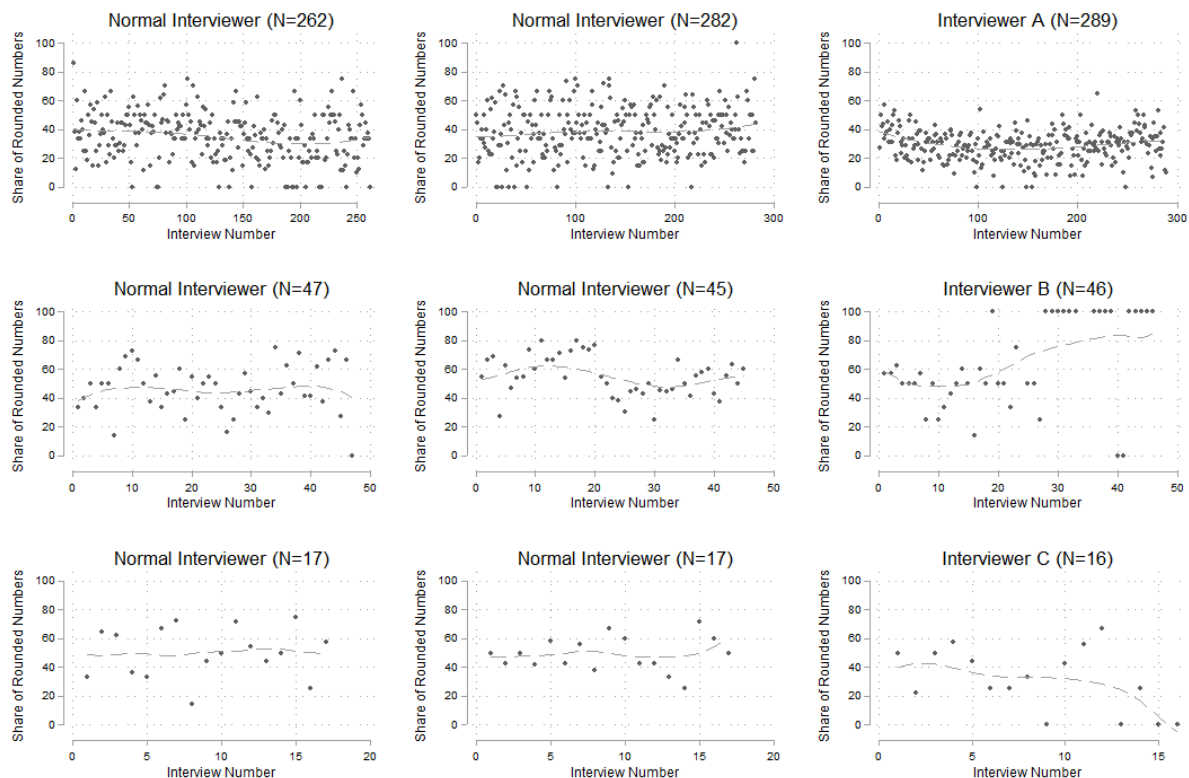 Normal Interviewer (N=262)
Share of Rounded Numbers
100
80
60
40
20
0
0 50 100 150 200 250
Interview Number
Normal Interviewer (N=282)
Share of Rounded Numbers
100
80
60
40
20
0
0 100 200 300
Interview Number
Interviewer A (N=289)
Share of Rounded Numbers
100
80
60
40
20
0
0 100 200 300
Interview Number
Normal Interviewer (N=47)
Share of Rounded Numbers
100
80
60
40
20
0
0 10 20 30 40 50
Interview Number
Normal Interviewer (N=45)
Share of Rounded Numbers
100
80
60
40
20
0
0 20 40 60
Interview Number
Interviewer B (N=46)
Share of Rounded Numbers
100
80
60
40
20
0
0 10 20 30 40 50
Interview Number
Normal Interviewer (N=17)
Share of Rounded Numbers
100
80
60
40
20
0
0 5 10 15 20
Interview Number
Normal Interviewer (N=17)
Share of Rounded Numbers
100
80
60
40
20
0
0 5 10 15 20
Interview Number
Interviewer C (N=16)
Share of Rounded Numbers
100
80
60
40
20
0
0 5 10 15
Interview Number